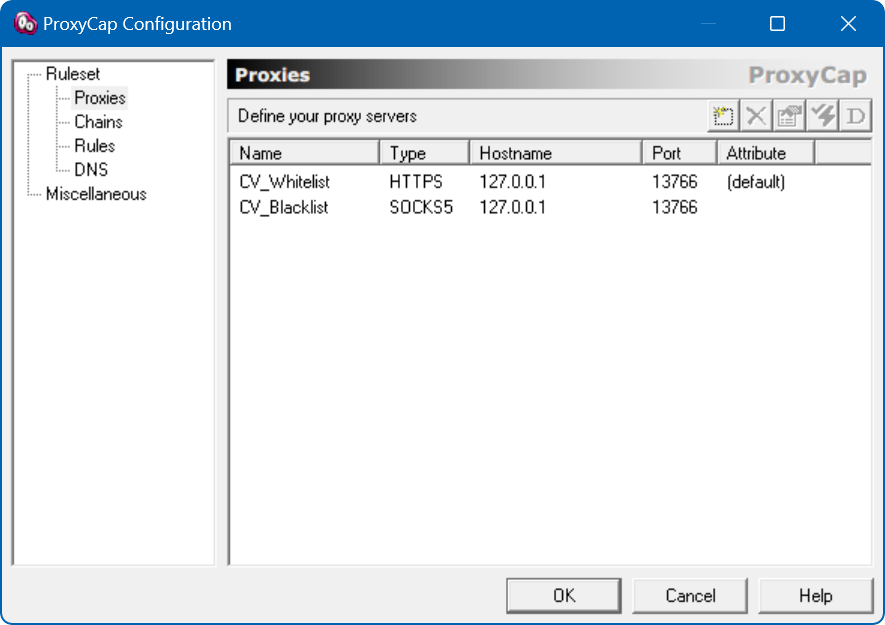 ProxyCap Configuration
Ruleset
Proxies
Chains
Rules
DNS
Miscellaneous
Proxies ProxyCap
Define your proxy servers D
Name Type Hostname Port Attribute
CV_Whitelist HTTPS 127.0.0.1 13766 (default)
CV_Blacklist SOCKS5 127.0.0.1 13766
OK Cancel Help